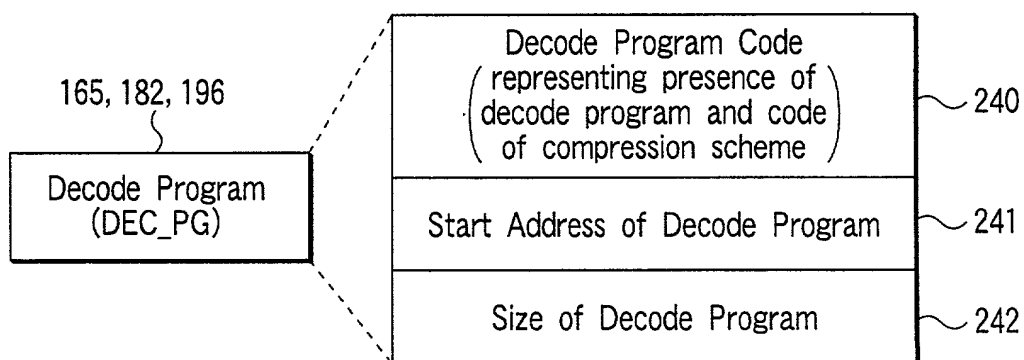 165, 182, 196
Decode Program
(DEC_PG)
Decode Program Code
(representing presence of
decode program and code
of compression scheme)
240
Start Address of Decode Program
241
Size of Decode Program
242